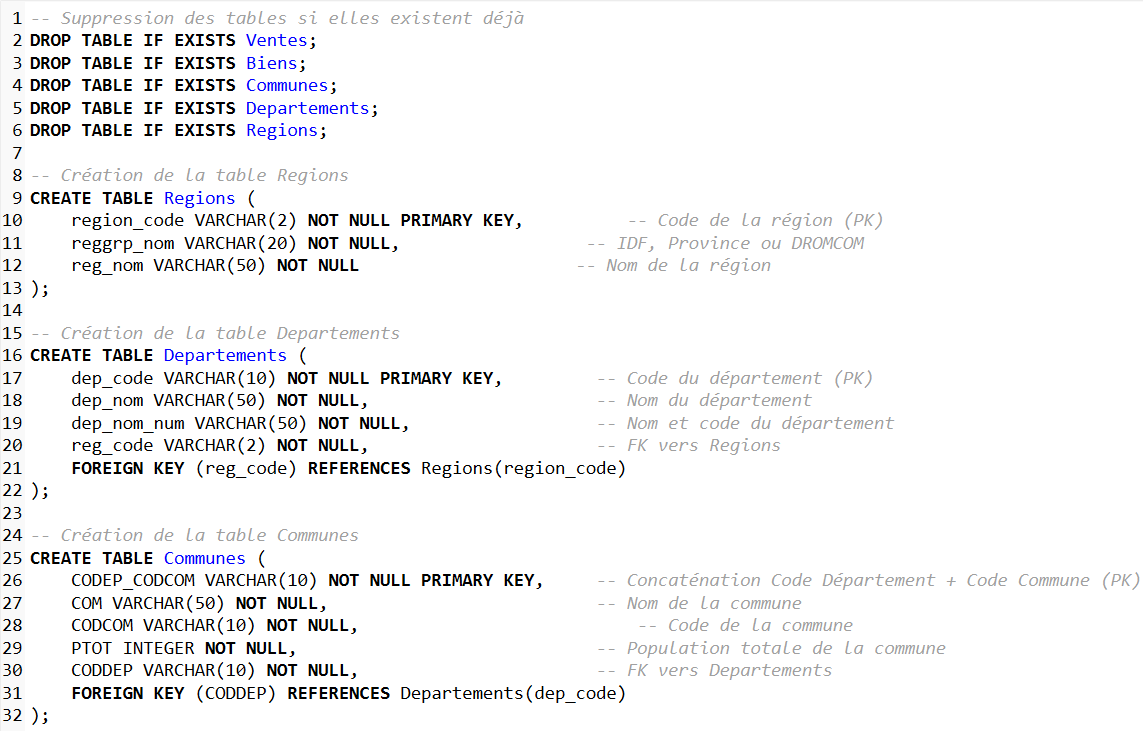 1 -- Suppression des tables si elles existent déjà
2 DROP TABLE IF EXISTS Ventes;
3 DROP TABLE IF EXISTS Biens;
4 DROP TABLE IF EXISTS Communes;
5 DROP TABLE IF EXISTS Departements;
6 DROP TABLE IF EXISTS Regions;
7
8 -- Création de la table Regions
9 CREATE TABLE Regions (
10     region_code VARCHAR(2) NOT NULL PRIMARY KEY,          -- Code de la région (PK)
11     reggrp_nom VARCHAR(20) NOT NULL,                  -- IDF, Province ou DROMCOM
12     reg_nom VARCHAR(50) NOT NULL                     -- Nom de la région
13 );
14
15 -- Création de la table Departements
16 CREATE TABLE Departements (
17     dep_code VARCHAR(10) NOT NULL PRIMARY KEY,         -- Code du département (PK)
18     dep_nom VARCHAR(50) NOT NULL,                      -- Nom du département
19     dep_nom_num VARCHAR(50) NOT NULL,                  -- Nom et code du département
20     reg_code VARCHAR(2) NOT NULL,                      -- FK vers Regions
21     FOREIGN KEY (reg_code) REFERENCES Regions(region_code)
22 );
23
24 -- Création de la table Communes
25 CREATE TABLE Communes (
26     CODEP_CODCOM VARCHAR(10) NOT NULL PRIMARY KEY,     -- Concaténation Code Département + Code Commune (PK)
27     COM VARCHAR(50) NOT NULL,                          -- Nom de la commune
28     CODCOM VARCHAR(10) NOT NULL,                           -- Code de la commune
29     PTOT INTEGER NOT NULL,                             -- Population totale de la commune
30     CODDEP VARCHAR(10) NOT NULL,                       -- FK vers Departements
31     FOREIGN KEY (CODDEP) REFERENCES Departements(dep_code)
32 );